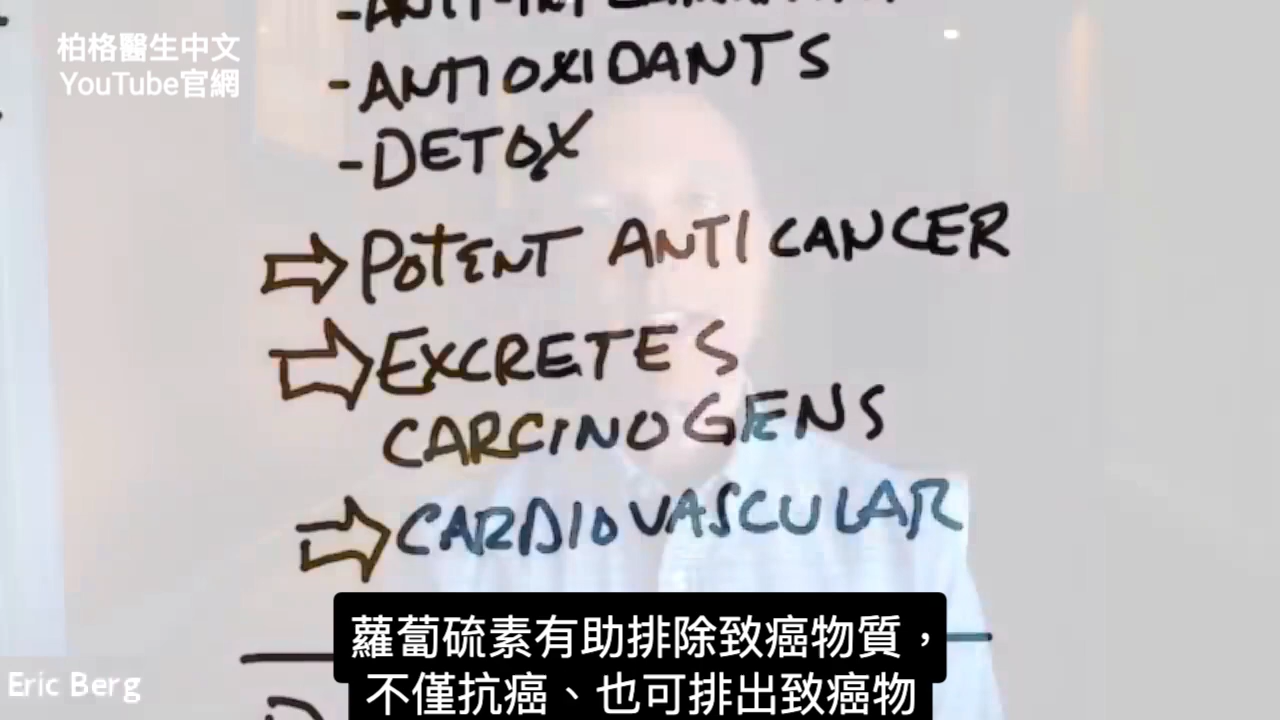 柏格醫生中文
YouTube官網
-ANTIOXIDANTS
-DETOX
POTENT ANTICANCER
EXCRETES
CARCINOGENS
CARDIOVASCULAR
蘿蔔硫素有助排除致癌物質，
不僅抗癌、也可排出致癌物
Eric Berg